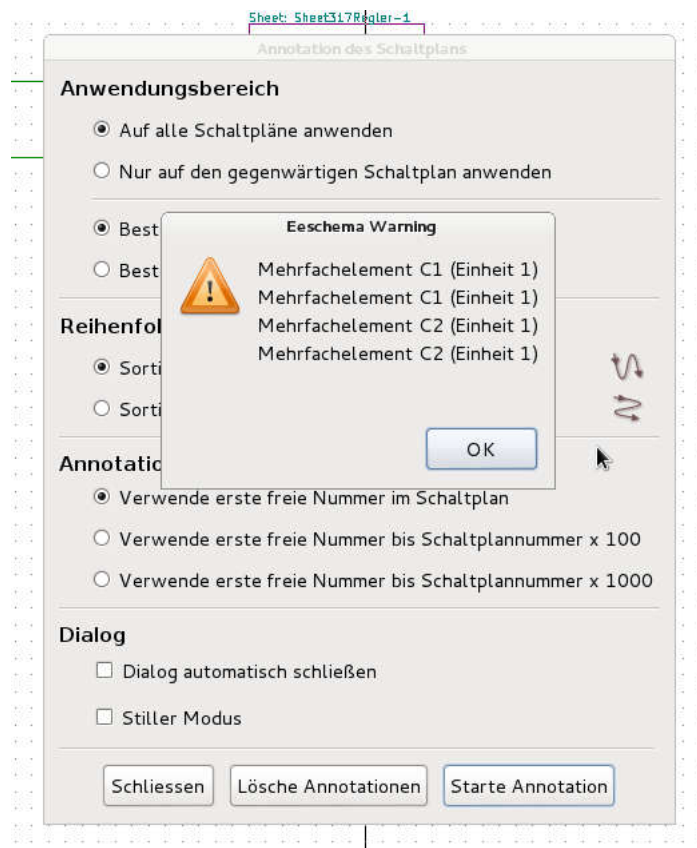 Sheet: Sheet317Regler-1
Annotation des Schaltplans
Anwendungsbereich
Auf alle Schaltpläne anwenden
Nur auf den gegenwärtigen Schaltplan anwenden
Best
Best
Eeschema Warning
Mehrfachelement C1 (Einheit 1)
Mehrfachelement C1 (Einheit 1)
Mehrfachelement C2 (Einheit 1)
Mehrfachelement C2 (Einheit 1)
OK
Reihenfol
Sorti
Sorti
Annotatio
Verwende erste freie Nummer im Schaltplan
Verwende erste freie Nummer bis Schaltplannummer x 100
Verwende erste freie Nummer bis Schaltplannummer x 1000
Dialog
Dialog automatisch schließen
Stiller Modus
Schliessen Lösche Annotationen Starte Annotation